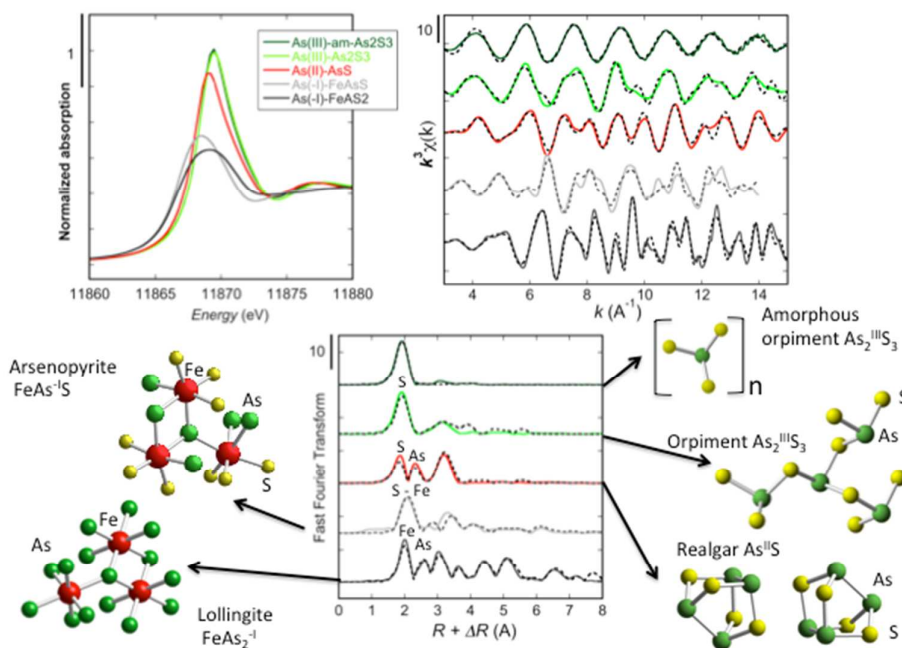 1
As(III)-am-As2S3
As(III)-As2S3
As(II)-AsS
As(-I)-FeAsS
As(-I)-FeAS2
Normalized absorption
11860 11865 11870 11875 11880
Energy (eV)
10
k³χ(k)
4 6 8 10 12 14
k (A⁻¹)
Arsenopyrite
FeAs⁻ᴵS
Fe
As
S
Fe
As
Lollingite
FeAs₂⁻ᴵ
10
S
S As
S Fe
Fe
As
Fast Fourier Transform
0 1 2 3 4 5 6 7 8
R + ΔR (A)
n
Amorphous
orpiment As₂ᴵᴵᴵS₃
Orpiment As₂ᴵᴵᴵS₃
S
As
Realgar AsᴵᴵS
As
S